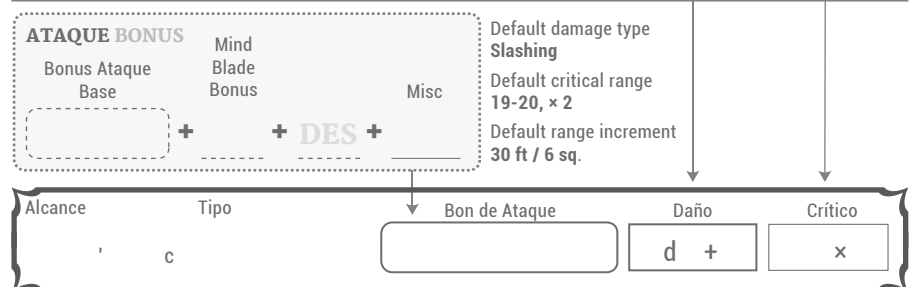 ATAQUE BONUS
Bonus Ataque
Base
Mind
Blade
Bonus
Misc
+ + DES +
Default damage type
Slashing
Default critical range
19-20, × 2
Default range increment
30 ft / 6 sq.
Alcance Tipo Bon de Ataque Daño Crítico
' c d + ×